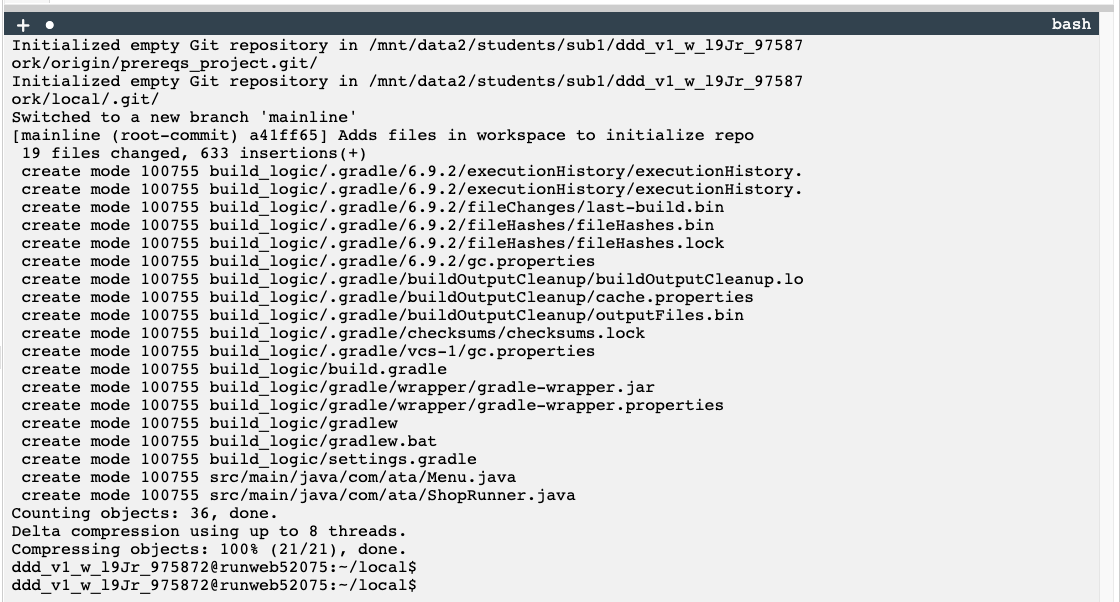 + ● bash
Initialized empty Git repository in /mnt/data2/students/sub1/ddd_v1_w_l9Jr_97587
ork/origin/prereqs_project.git/
Initialized empty Git repository in /mnt/data2/students/sub1/ddd_v1_w_l9Jr_97587
ork/local/.git/
Switched to a new branch 'mainline'
[mainline (root-commit) a41ff65] Adds files in workspace to initialize repo
 19 files changed, 633 insertions(+)
 create mode 100755 build_logic/.gradle/6.9.2/executionHistory/executionHistory.
 create mode 100755 build_logic/.gradle/6.9.2/executionHistory/executionHistory.
 create mode 100755 build_logic/.gradle/6.9.2/fileChanges/last-build.bin
 create mode 100755 build_logic/.gradle/6.9.2/fileHashes/fileHashes.bin
 create mode 100755 build_logic/.gradle/6.9.2/fileHashes/fileHashes.lock
 create mode 100755 build_logic/.gradle/6.9.2/gc.properties
 create mode 100755 build_logic/.gradle/buildOutputCleanup/buildOutputCleanup.lo
 create mode 100755 build_logic/.gradle/buildOutputCleanup/cache.properties
 create mode 100755 build_logic/.gradle/buildOutputCleanup/outputFiles.bin
 create mode 100755 build_logic/.gradle/checksums/checksums.lock
 create mode 100755 build_logic/.gradle/vcs-1/gc.properties
 create mode 100755 build_logic/build.gradle
 create mode 100755 build_logic/gradle/wrapper/gradle-wrapper.jar
 create mode 100755 build_logic/gradle/wrapper/gradle-wrapper.properties
 create mode 100755 build_logic/gradlew
 create mode 100755 build_logic/gradlew.bat
 create mode 100755 build_logic/settings.gradle
 create mode 100755 src/main/java/com/ata/Menu.java
 create mode 100755 src/main/java/com/ata/ShopRunner.java
Counting objects: 36, done.
Delta compression using up to 8 threads.
Compressing objects: 100% (21/21), done.
ddd_v1_w_l9Jr_975872@runweb52075:~/local$
ddd_v1_w_l9Jr_975872@runweb52075:~/local$